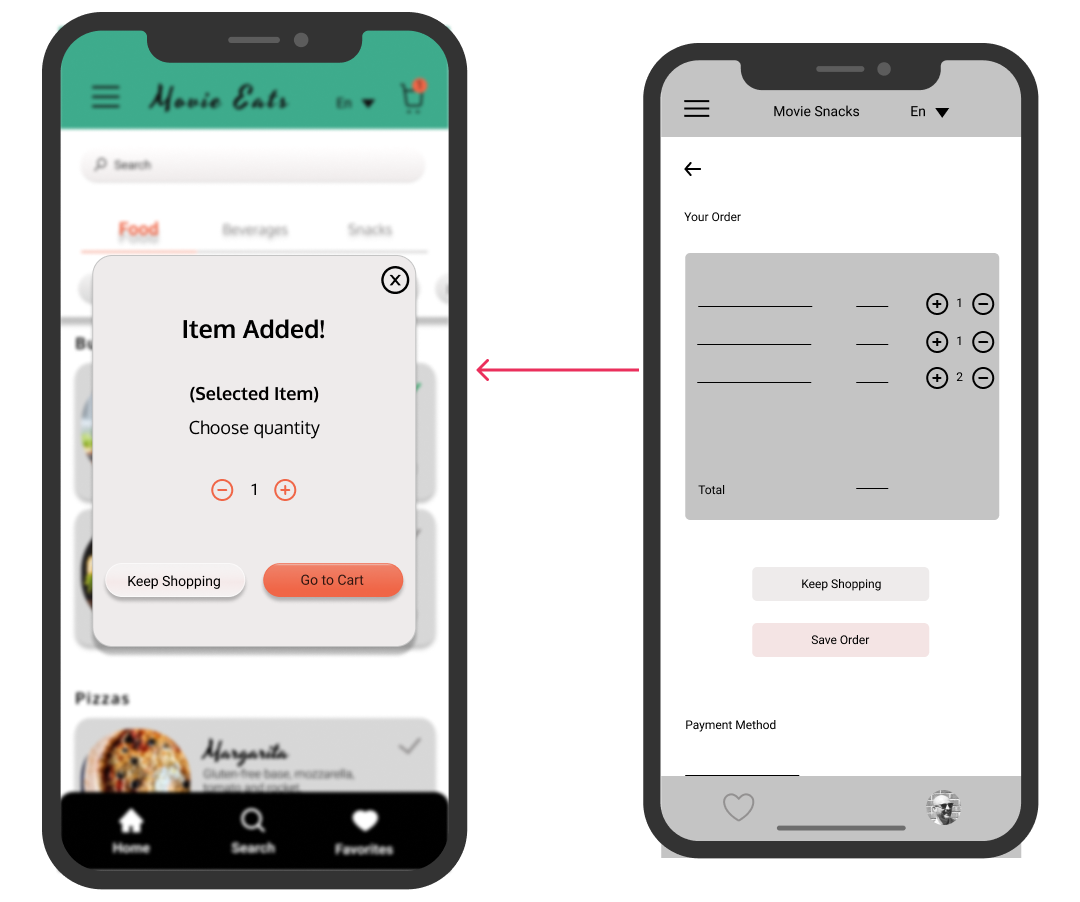 Movie Eats
En
1
Search
Food
Beverages
Snacks
Bu
Item Added!
(Selected Item)
Choose quantity
1
Keep Shopping
Go to Cart
Pizzas
Margarita
Gluten-free base, mozzarella,
tomato and rocket
Home
Search
Favorites
Movie Snacks
En
Your Order
1
1
2
Total
Keep Shopping
Save Order
Payment Method